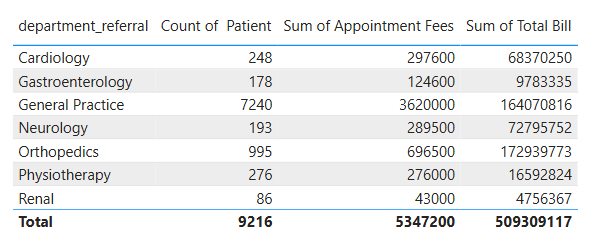 department_referral Count of Patient Sum of Appointment Fees Sum of Total Bill
Cardiology 248 297600 68370250
Gastroenterology 178 124600 9783335
General Practice 7240 3620000 164070816
Neurology 193 289500 72795752
Orthopedics 995 696500 172939773
Physiotherapy 276 276000 16592824
Renal 86 43000 4756367
Total 9216 5347200 509309117